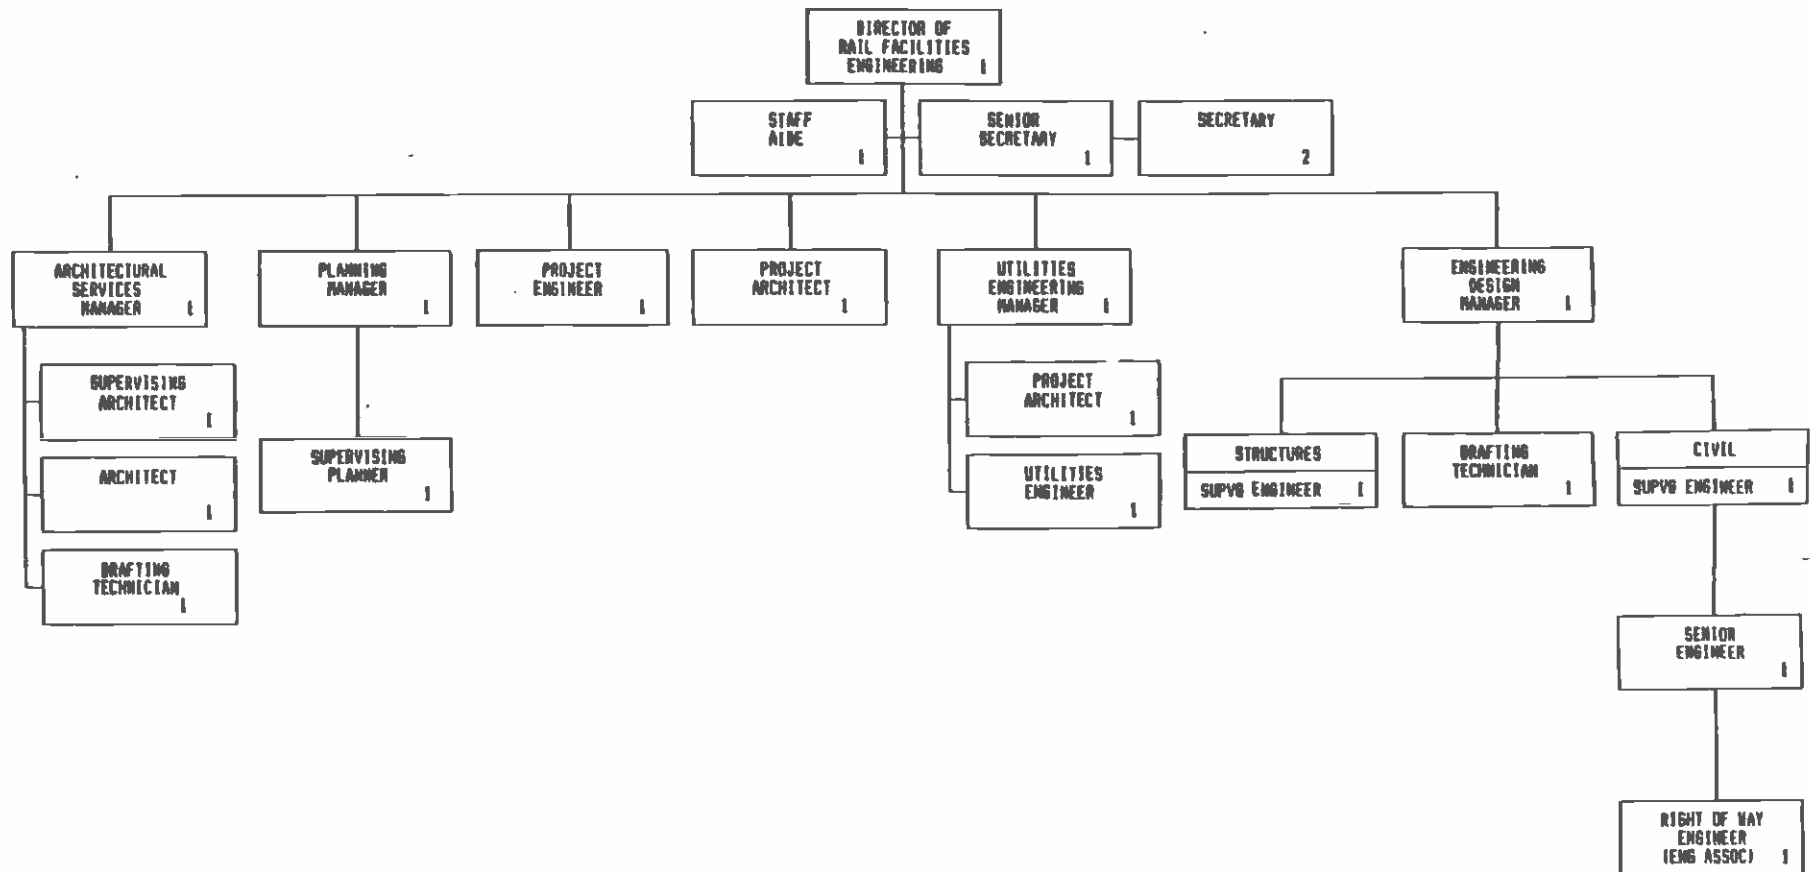 DIRECTOR OF
RAIL FACILITIES
ENGINEERING 1
STAFF
AIDE
1
SENIOR
SECRETARY
1
SECRETARY
2
ARCHITECTURAL
SERVICES
MANAGER 1
PLANNING
MANAGER
1
PROJECT
ENGINEER
1
PROJECT
ARCHITECT
1
UTILITIES
ENGINEERING
MANAGER 1
ENGINEERING
DESIGN
MANAGER 1
SUPERVISING
ARCHITECT
1
ARCHITECT
1
DRAFTING
TECHNICIAN
1
SUPERVISING
PLANNER
1
PROJECT
ARCHITECT
1
UTILITIES
ENGINEER
1
STRUCTURES
SUPVG ENGINEER 1
DRAFTING
TECHNICIAN
1
CIVIL
SUPVG ENGINEER 1
SENIOR
ENGINEER
1
RIGHT OF WAY
ENGINEER
(ENG ASSOC) 1